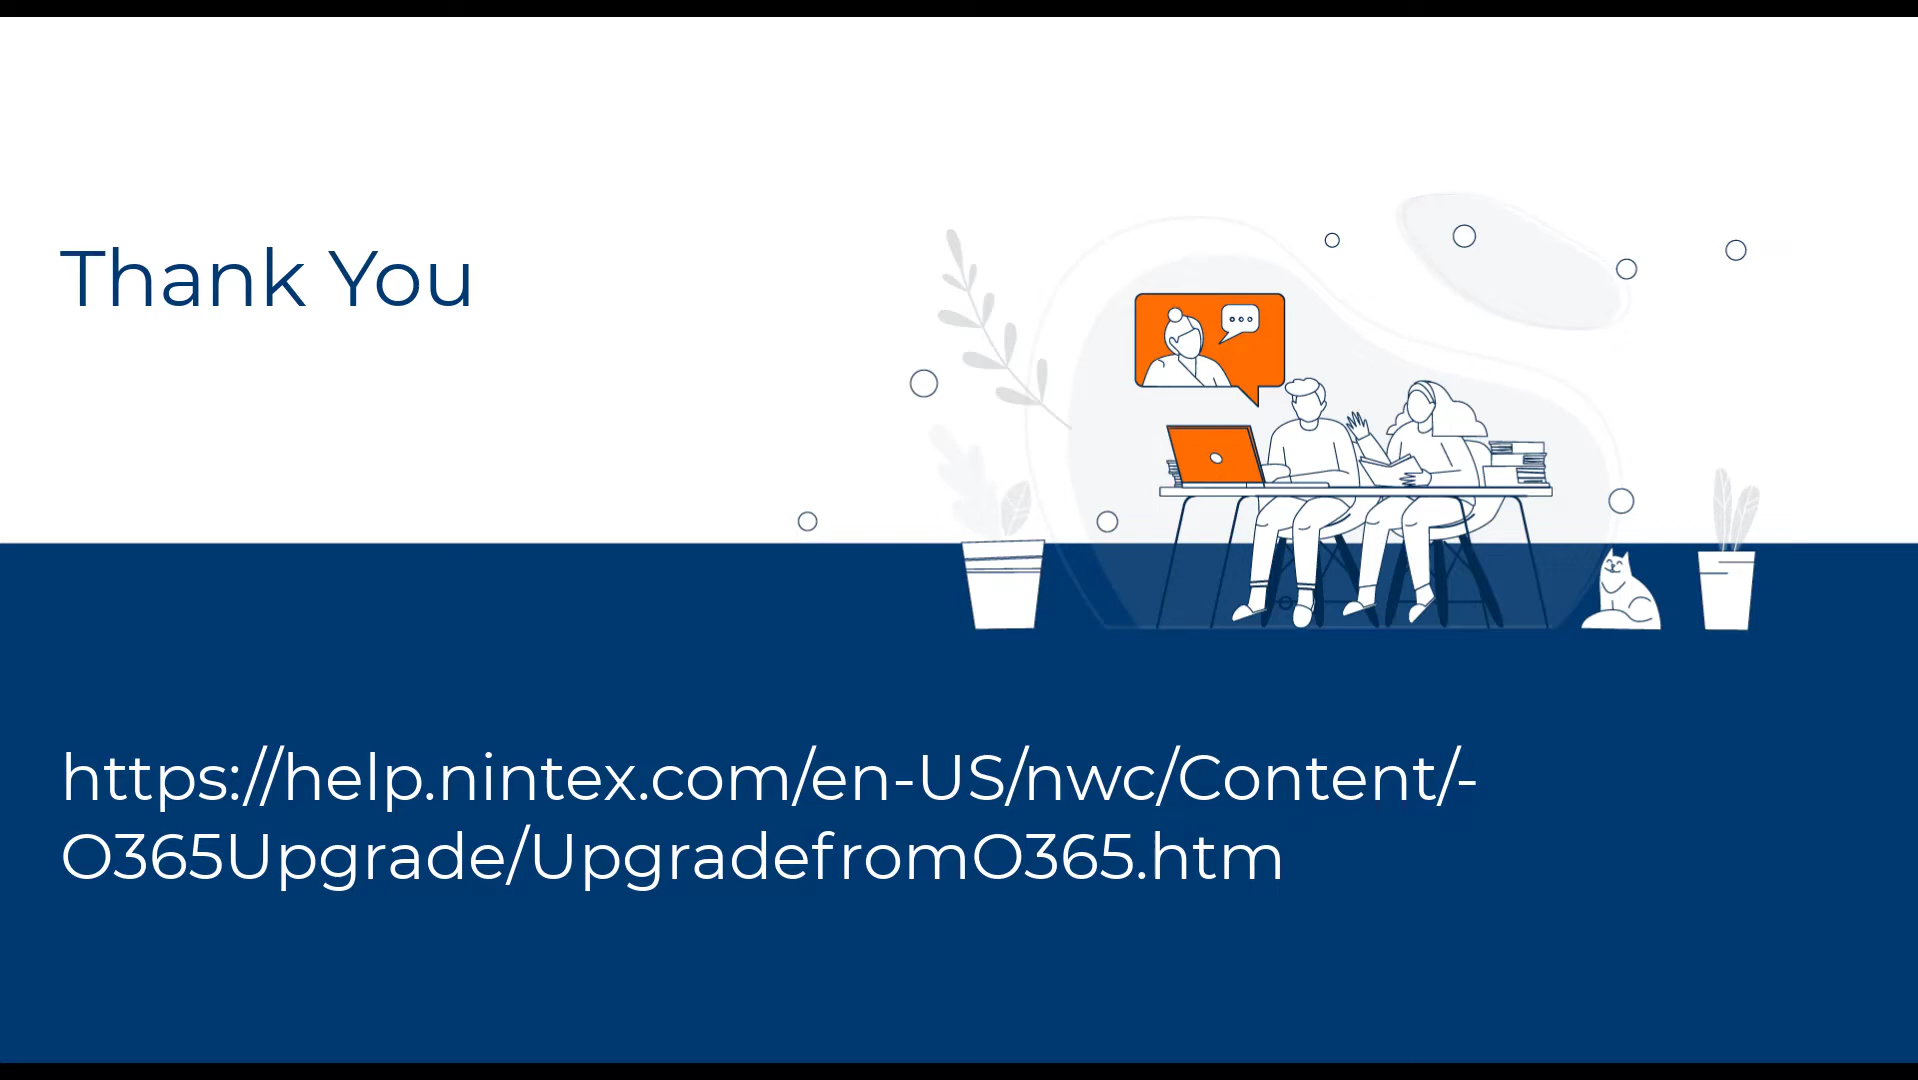 Thank You
https://help.nintex.com/en-US/nwc/Content/-
O365Upgrade/UpgradefromO365.htm